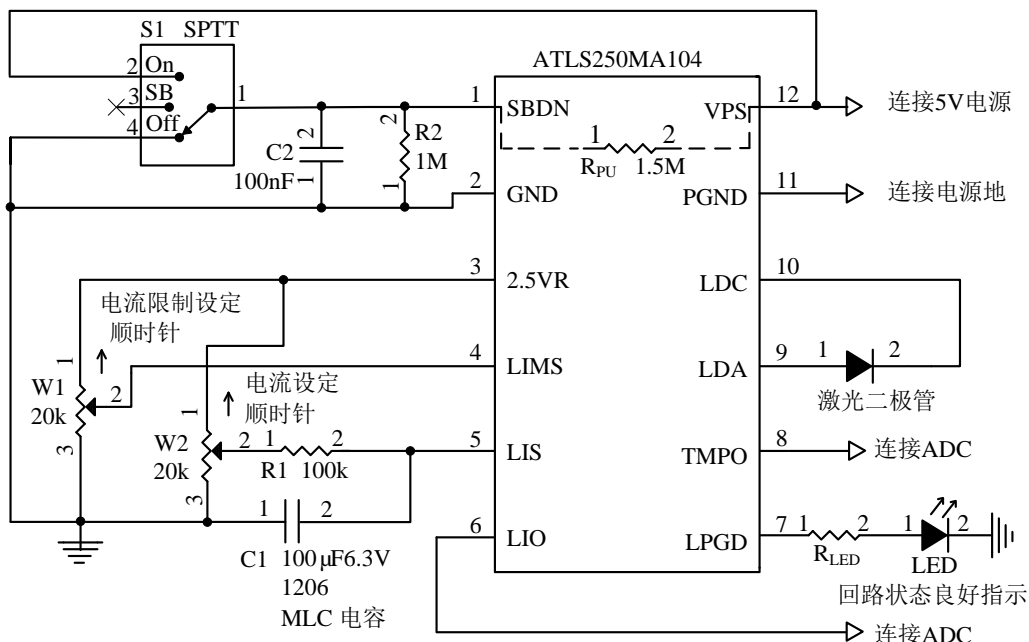 S1 SPTT
ATLS250MA104
2 On
3 SB
4 Off
1
2
C2
100nF
1
2
R2
1M
1
1 SBDN
VPS 12
连接5V电源
1 2
RPU 1.5M
2 GND
PGND 11
连接电源地
3 2.5VR
LDC 10
电流限制设定
顺时针
1
W1
20k
2
3
4 LIMS
LDA 9
1 2
激光二极管
电流设定
顺时针
1
W2
20k
2
3
1 2
R1 100k
5 LIS
TMPO 8
连接ADC
1 2
C1 100μF6.3V
1206
MLC 电容
6 LIO
LPGD 7
1 2
RLED
1 2
LED
回路状态良好指示
连接ADC